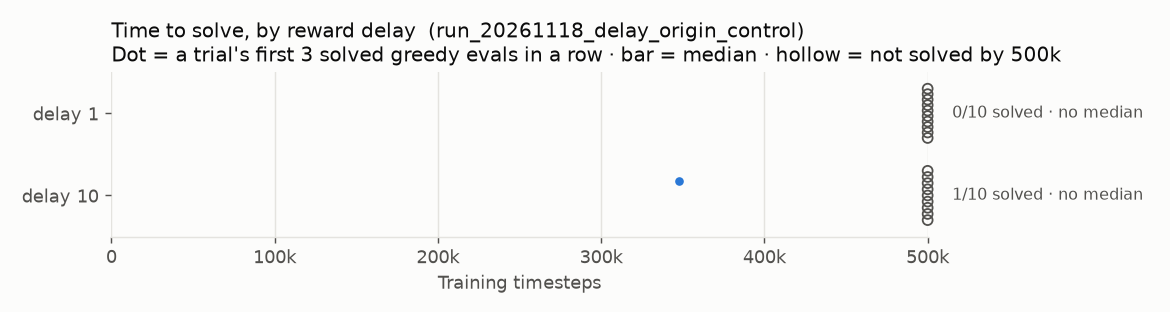 Time to solve, by reward delay  (run_20261118_delay_origin_control)
Dot = a trial's first 3 solved greedy evals in a row · bar = median · hollow = not solved by 500k
delay 1
0/10 solved · no median
delay 10
1/10 solved · no median
0
100k
200k
300k
400k
500k
Training timesteps